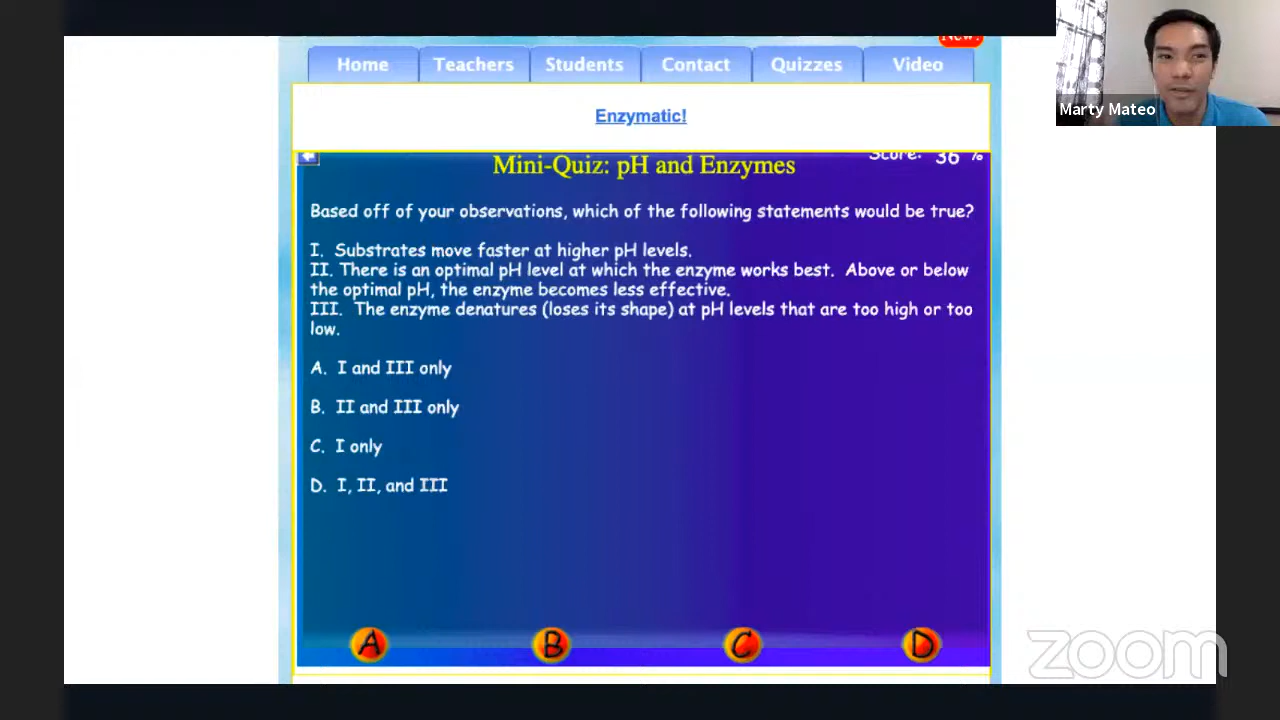 New!
Home Teachers Students Contact Quizzes Video
Marty Mateo
Enzymatic!
Score: 36 %
Mini-Quiz: pH and Enzymes
Based off of your observations, which of the following statements would be true?
I. Substrates move faster at higher pH levels.
II. There is an optimal pH level at which the enzyme works best. Above or below
the optimal pH, the enzyme becomes less effective.
III. The enzyme denatures (loses its shape) at pH levels that are too high or too
low.
A. I and III only
B. II and III only
C. I only
D. I, II, and III
A B C D
zoom